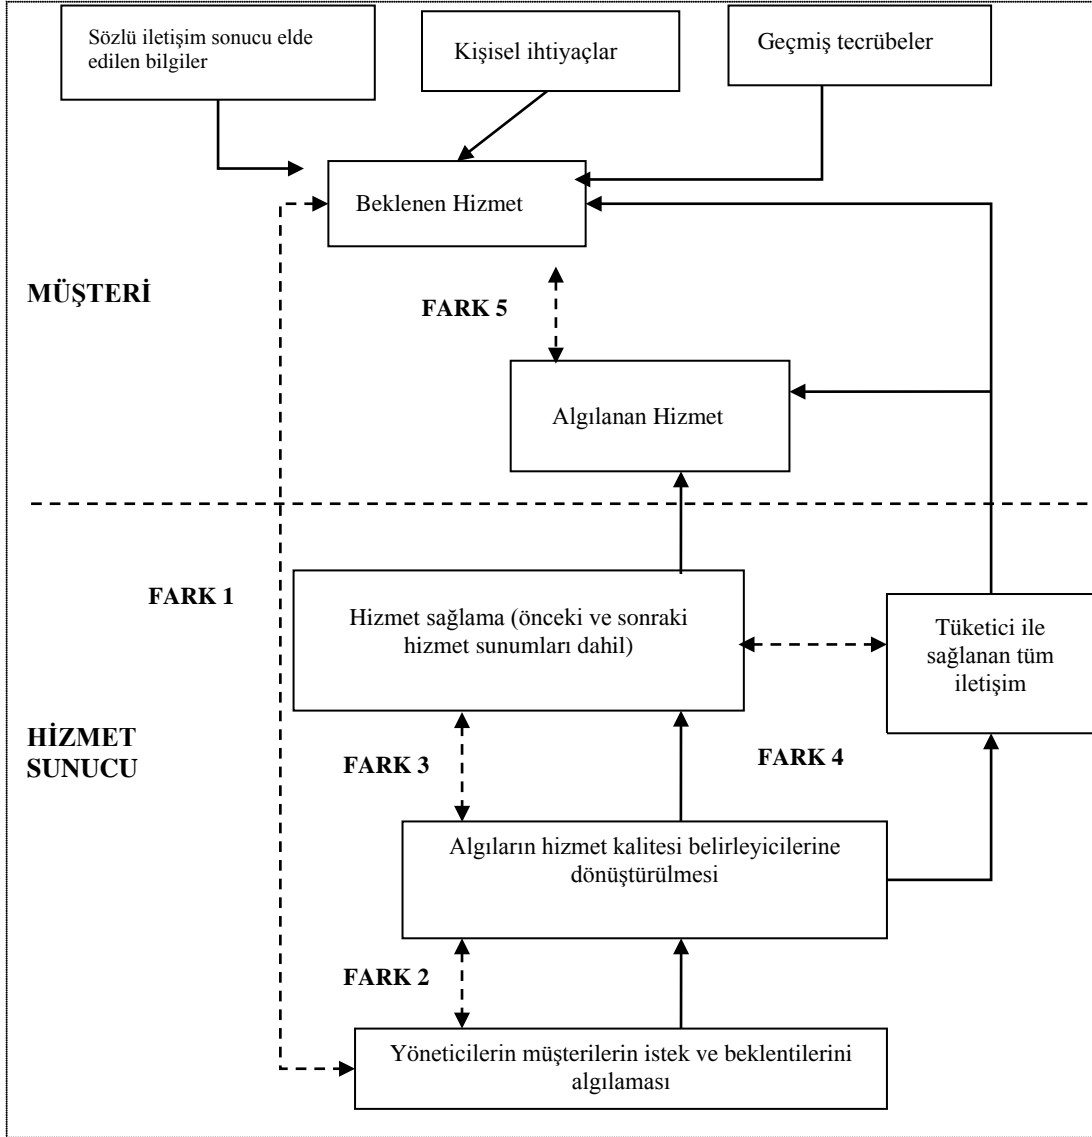 Sözlü iletişim sonucu elde
edilen bilgiler
Kişisel ihtiyaçlar
Geçmiş tecrübeler
Beklenen Hizmet
MÜŞTERİ
FARK 5
Algılanan Hizmet
FARK 1
Hizmet sağlama (önceki ve sonraki
hizmet sunumları dahil)
Tüketici ile
sağlanan tüm
iletişim
HİZMET
SUNUCU
FARK 3
FARK 4
Algıların hizmet kalitesi belirleyicilerine
dönüştürülmesi
FARK 2
Yöneticilerin müşterilerin istek ve beklentilerini
algılaması